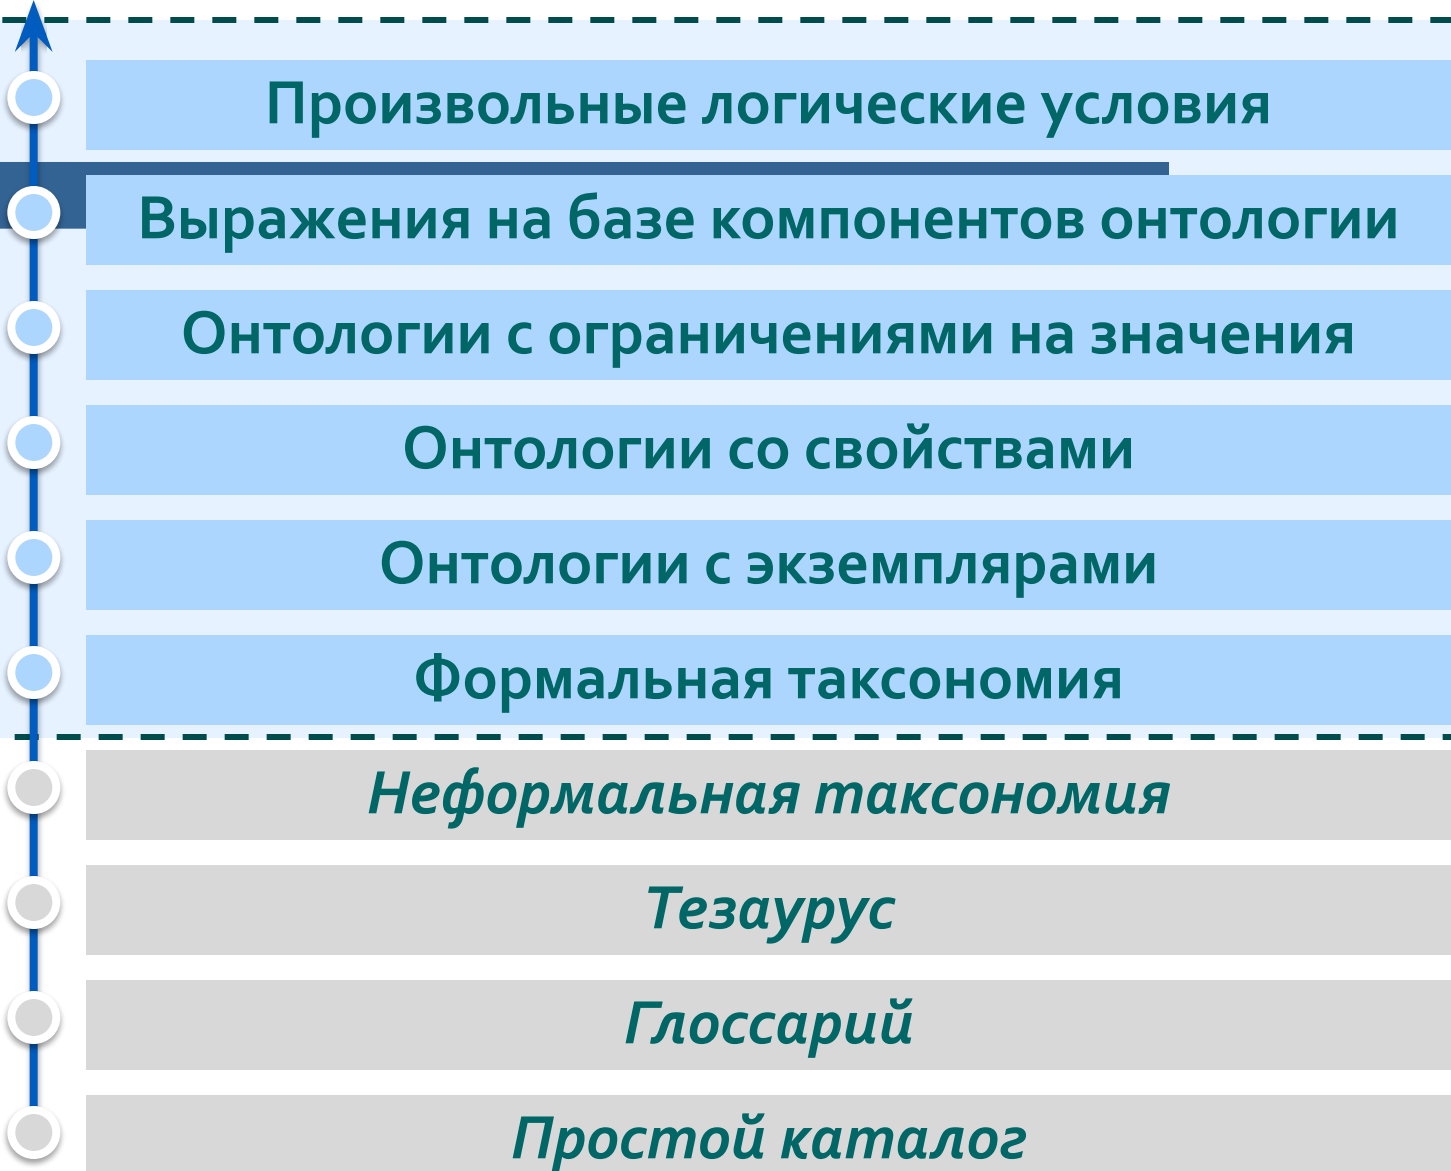 Произвольные логические условия
Выражения на базе компонентов онтологии
Онтологии с ограничениями на значения
Онтологии со свойствами
Онтологии с экземплярами
Формальная таксономия
Неформальная таксономия
Тезаурус
Глоссарий
Простой каталог